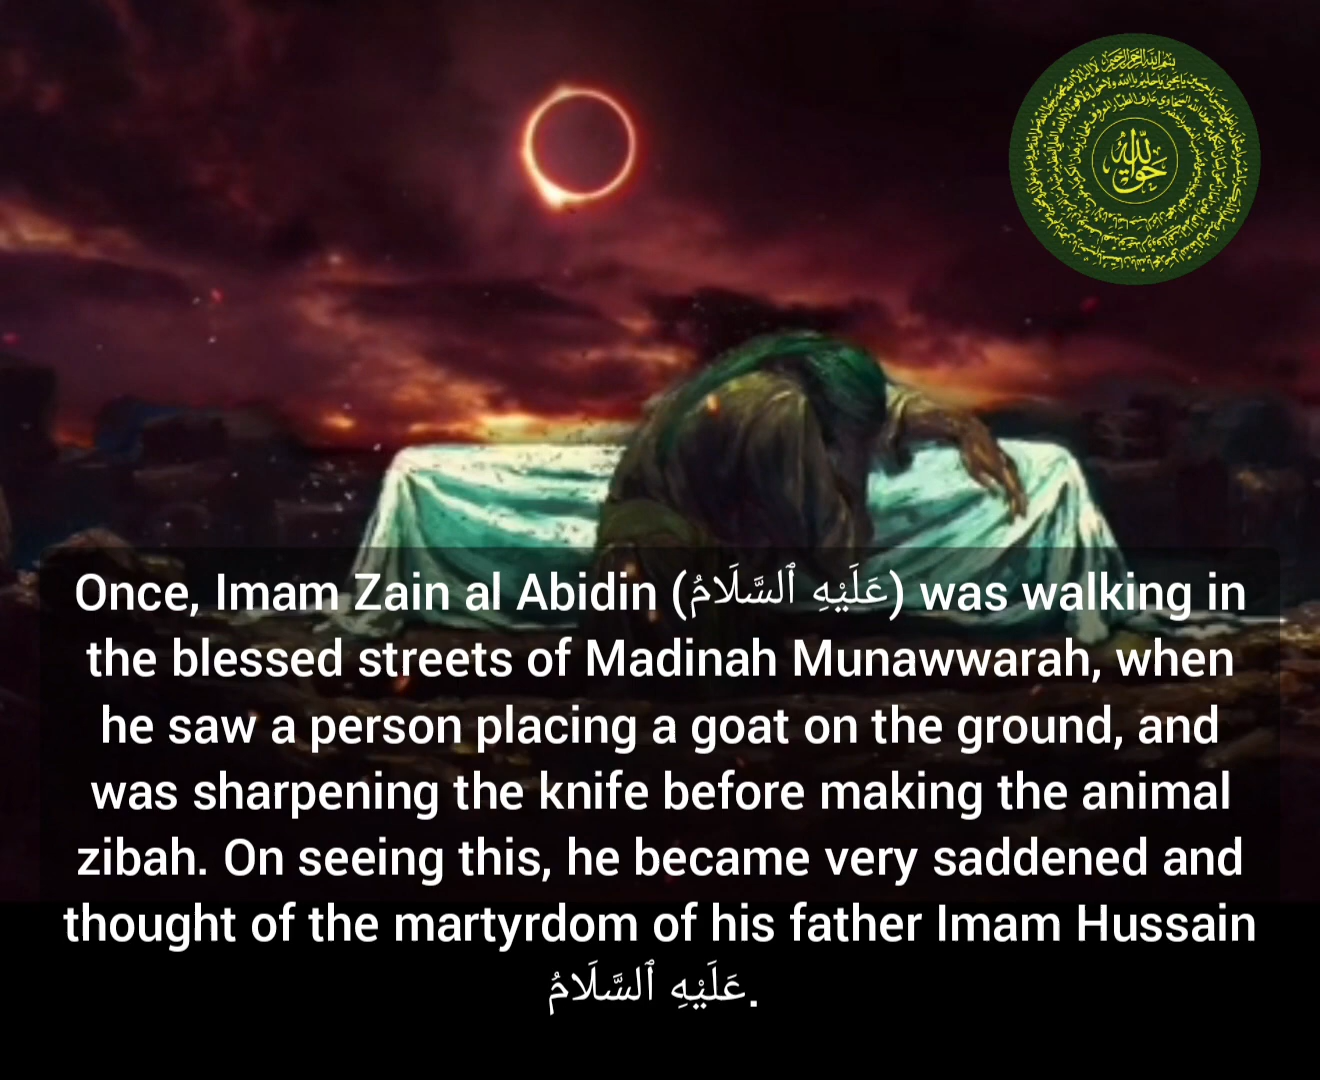 حق الله
Once, Imam Zain al Abidin (عَلَيْهِ ٱلسَّلَامُ) was walking in
the blessed streets of Madinah Munawwarah, when
he saw a person placing a goat on the ground, and
was sharpening the knife before making the animal
zibah. On seeing this, he became very saddened and
thought of the martyrdom of his father Imam Hussain
عَلَيْهِ ٱلسَّلَامُ.